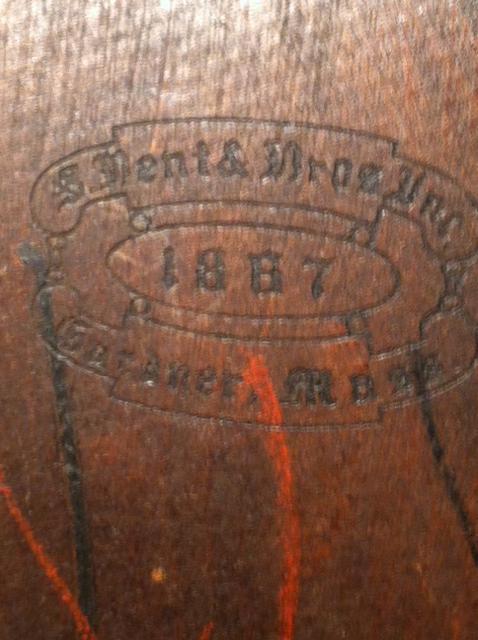 S. Bent & Bros Inc
1867
Gardner, Mass.